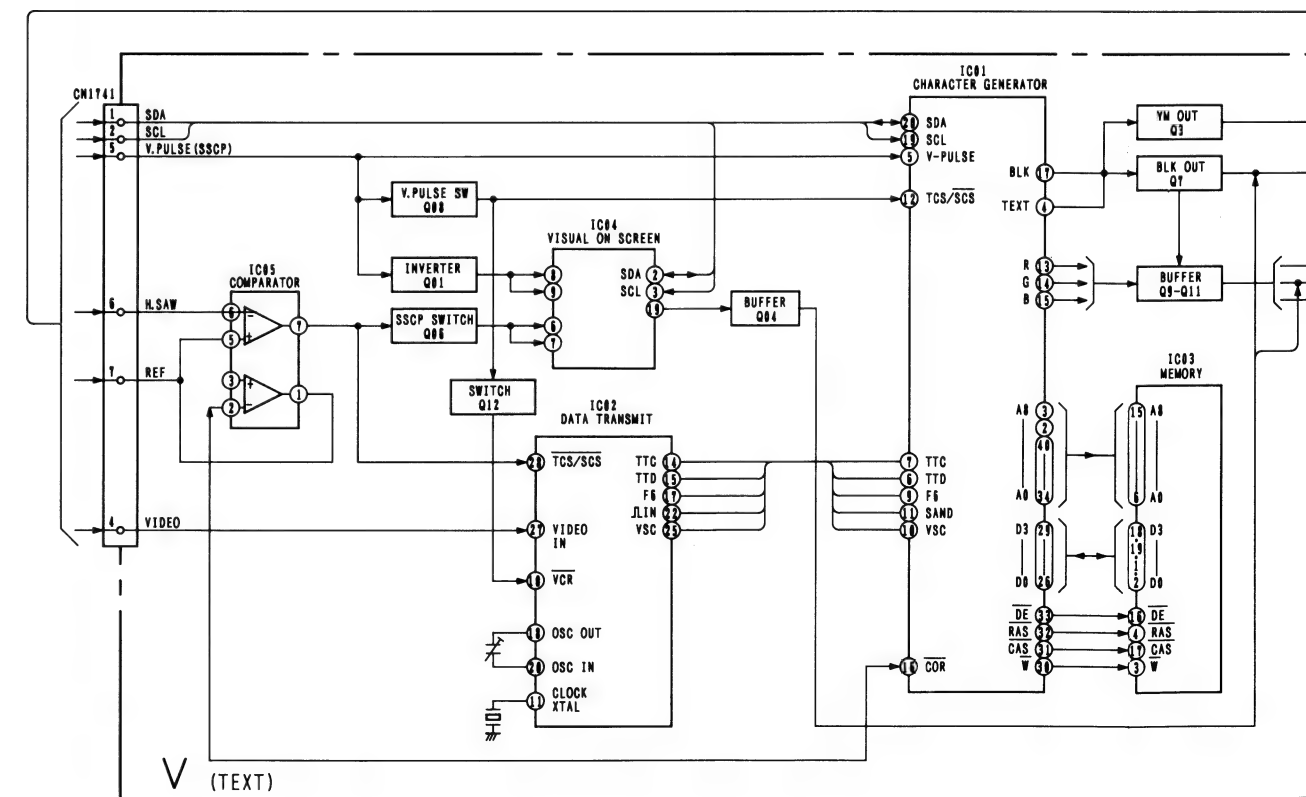 CN1741
1 SDA
2 SCL
5 V.PULSE(SSCP)
6 H.SAW
7 REF
4 VIDEO
IC05
COMPARATOR
6 -
5 +
7
3 +
2 -
1
V.PULSE SW
Q08
INVERTER
Q01
SSCP SWITCH
Q06
SWITCH
Q12
IC04
VISUAL ON SCREEN
8
9
6
7
SDA 2
SCL 3
19
BUFFER
Q04
IC02
DATA TRANSMIT
28 TCS/SCS
27 VIDEO
IN
10 VCR
18 OSC OUT
20 OSC IN
11 CLOCK
XTAL
TTC 14
TTD 15
F6 17
IN 22
VSC 25
IC01
CHARACTER GENERATOR
20 SDA
19 SCL
5 V-PULSE
12 TCS/SCS
7 TTC
6 TTD
9 F6
11 SAND
10 VSC
16 COR
BLK 17
TEXT 4
R 13
G 14
B 15
A8 3
2
40
A0 34
D3 29
D0 26
DE 33
RAS 32
CAS 31
W 30
YM OUT
Q3
BLK OUT
Q7
BUFFER
Q9-Q11
IC03
MEMORY
15 A8
6 A0
18 D3
19
1
2 D0
16 DE
4 RAS
17 CAS
3 W
V (TEXT)